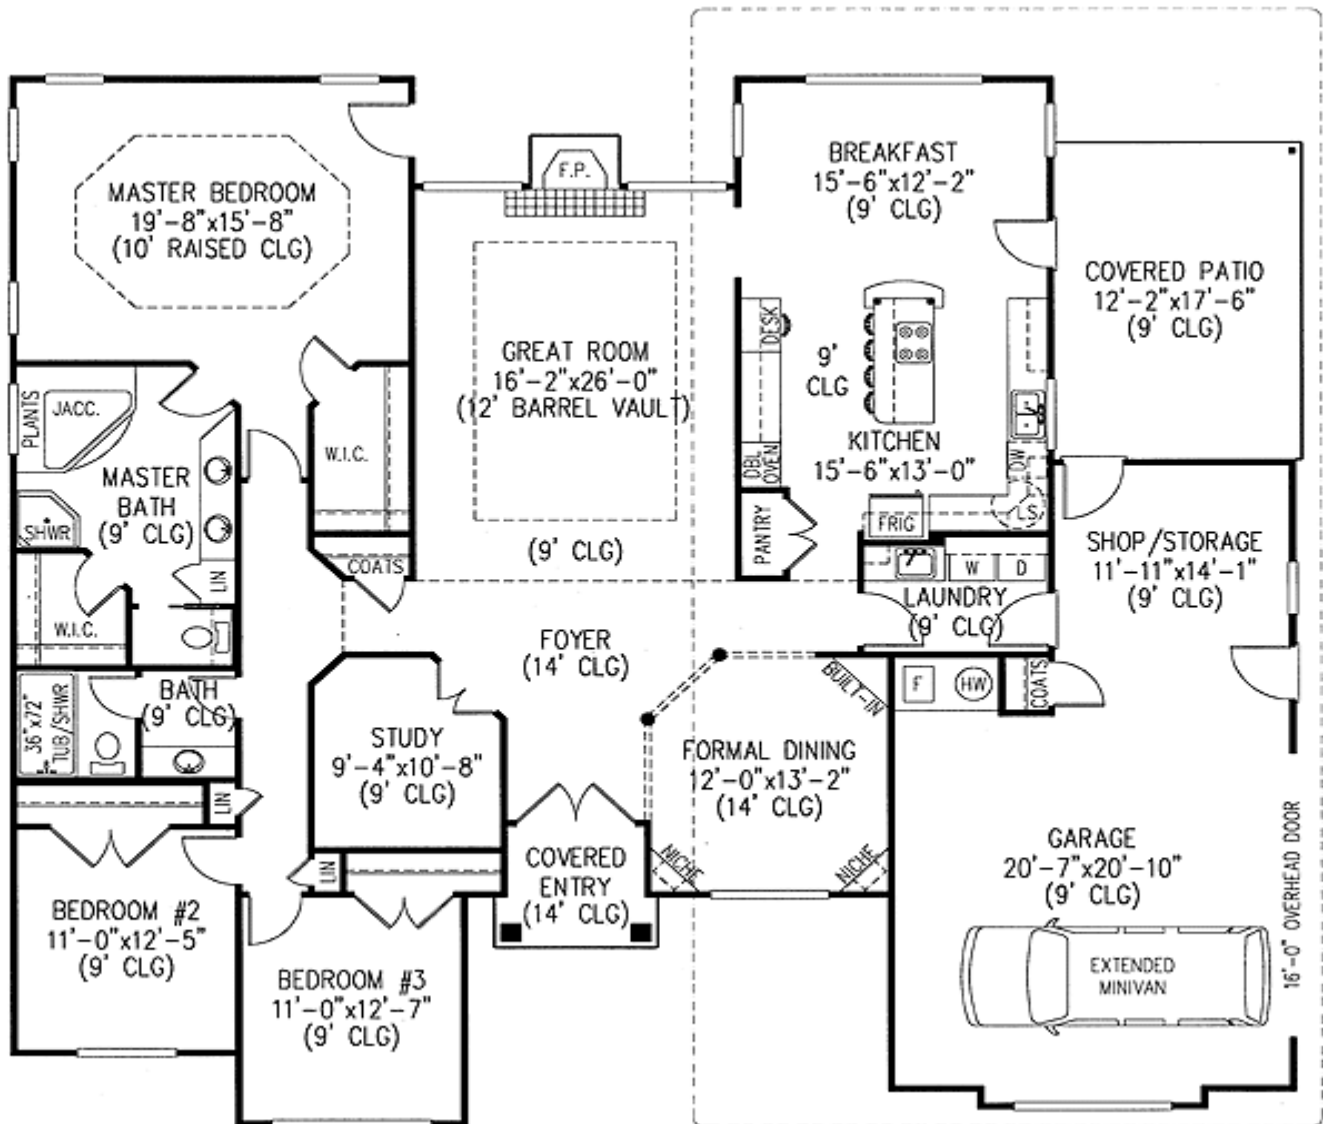 MASTER BEDROOM
19'-8"x15'-8"
(10' RAISED CLG)
F.P.
BREAKFAST
15'-6"x12'-2"
(9' CLG)
COVERED PATIO
12'-2"x17'-6"
(9' CLG)
GREAT ROOM
16'-2"x26'-0"
(12' BARREL VAULT)
(9' CLG)
DESK
9'
CLG
KITCHEN
15'-6"x13'-0"
DBL
OVEN
DW
LS
FRIG
PANTRY
PLANTS
JACC.
MASTER
BATH
(9' CLG)
SHWR
W.I.C.
W.I.C.
LIN
COATS
SHOP/STORAGE
11'-11"x14'-1"
(9' CLG)
W
D
LAUNDRY
(9' CLG)
FOYER
(14' CLG)
BATH
(9' CLG)
36"x72"
TUB/SHWR
LIN
STUDY
9'-4"x10'-8"
(9' CLG)
BUILT-IN
FORMAL DINING
12'-0"x13'-2"
(14' CLG)
NICHE
NICHE
F
HW
COATS
GARAGE
20'-7"x20'-10"
(9' CLG)
16'-0" OVERHEAD DOOR
EXTENDED
MINIVAN
COVERED
ENTRY
(14' CLG)
LIN
BEDROOM #2
11'-0"x12'-5"
(9' CLG)
BEDROOM #3
11'-0"x12'-7"
(9' CLG)